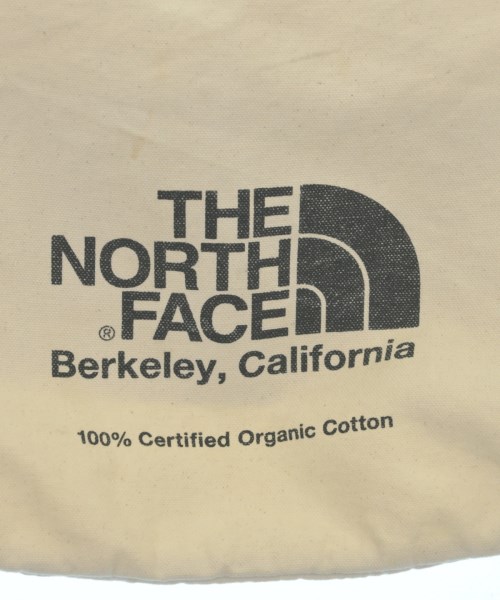 THE
NORTH
® FACE
Berkeley, California
100% Certified Organic Cotton